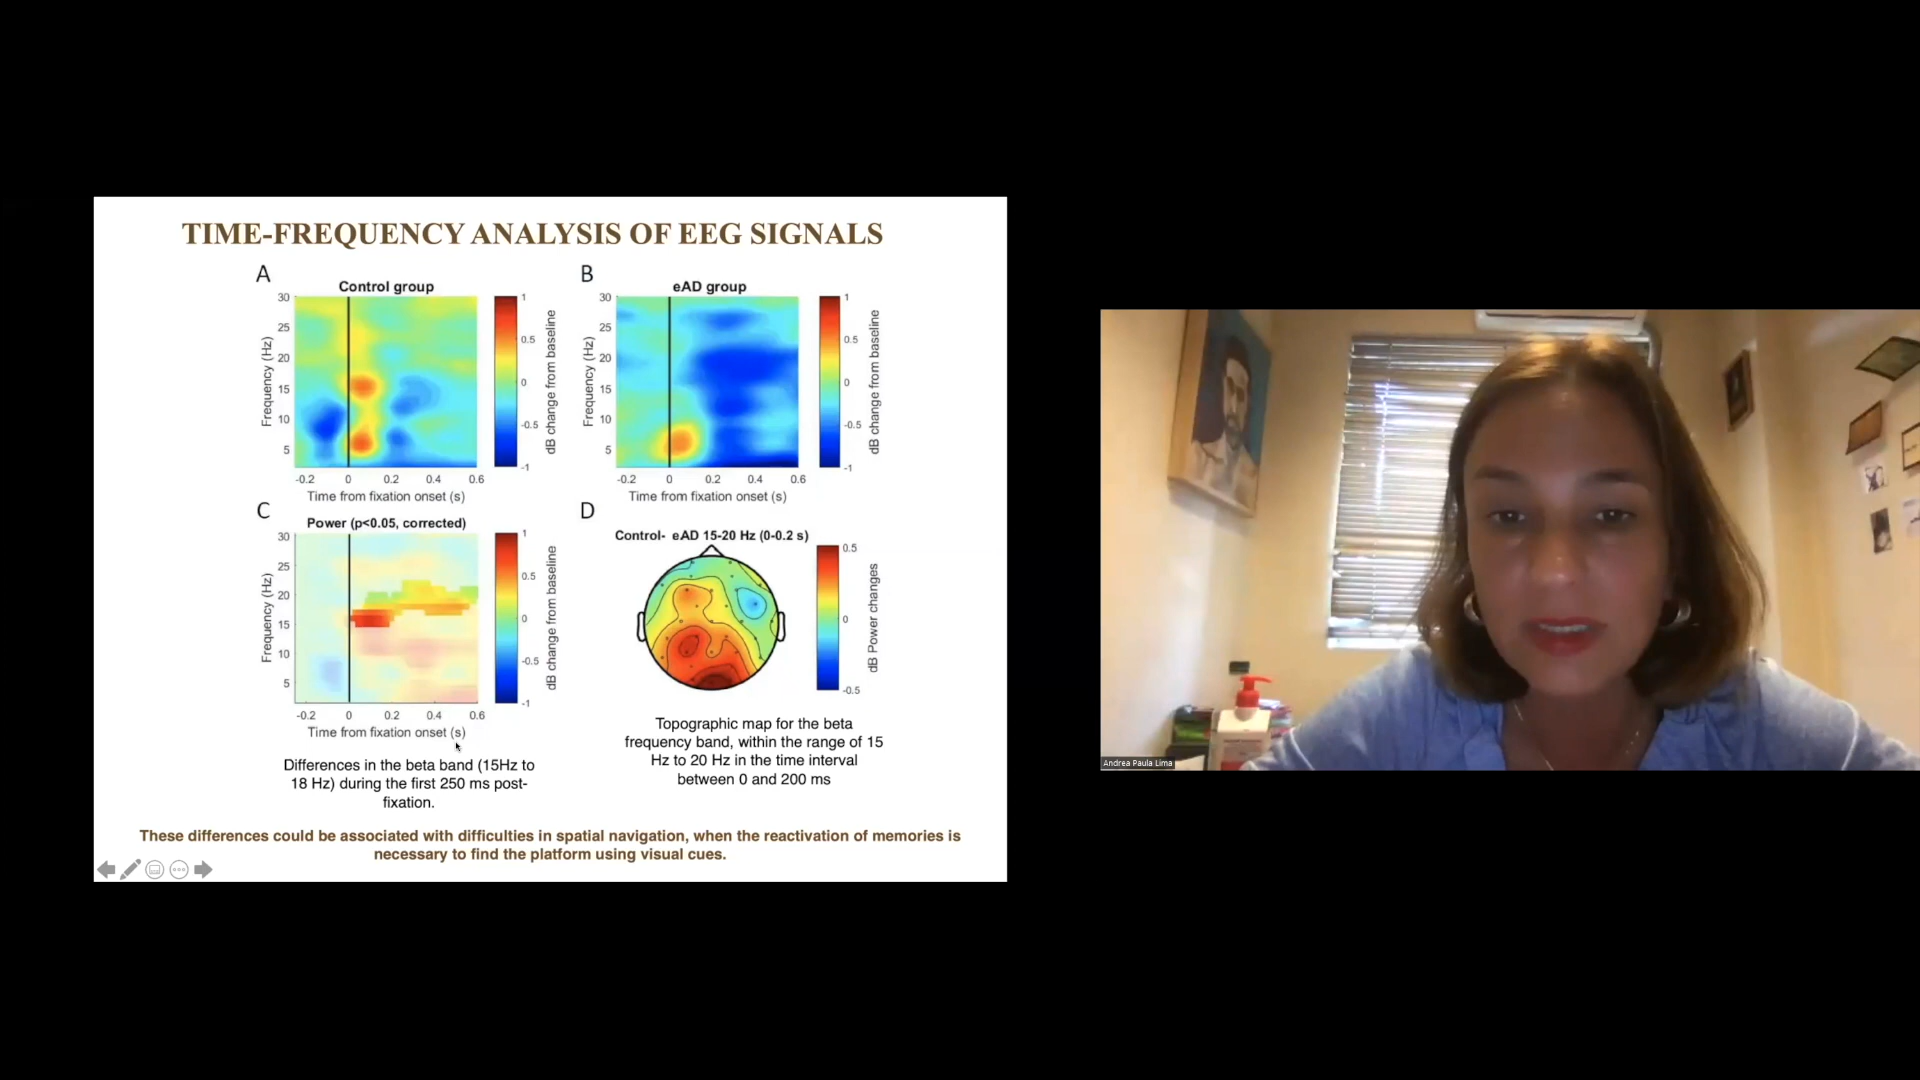 TIME-FREQUENCY ANALYSIS OF EEG SIGNALS
A
Control group
30
25
20
15
10
5
Frequency (Hz)
-0.2 0 0.2 0.4 0.6
Time from fixation onset (s)
1
0.5
0
-0.5
-1
dB change from baseline
B
eAD group
30
25
20
15
10
5
Frequency (Hz)
-0.2 0 0.2 0.4 0.6
Time from fixation onset (s)
1
0.5
0
-0.5
-1
dB change from baseline
C
Power (p<0.05, corrected)
30
25
20
15
10
5
Frequency (Hz)
-0.2 0 0.2 0.4 0.6
Time from fixation onset (s)
1
0.5
0
-0.5
-1
dB change from baseline
Differences in the beta band (15Hz to
18 Hz) during the first 250 ms post-
fixation.
D
Control- eAD 15-20 Hz (0-0.2 s)
0.5
0
-0.5
dB Power changes
Topographic map for the beta
frequency band, within the range of 15
Hz to 20 Hz in the time interval
between 0 and 200 ms
These differences could be associated with difficulties in spatial navigation, when the reactivation of memories is
necessary to find the platform using visual cues.
Andrea Paula Lima